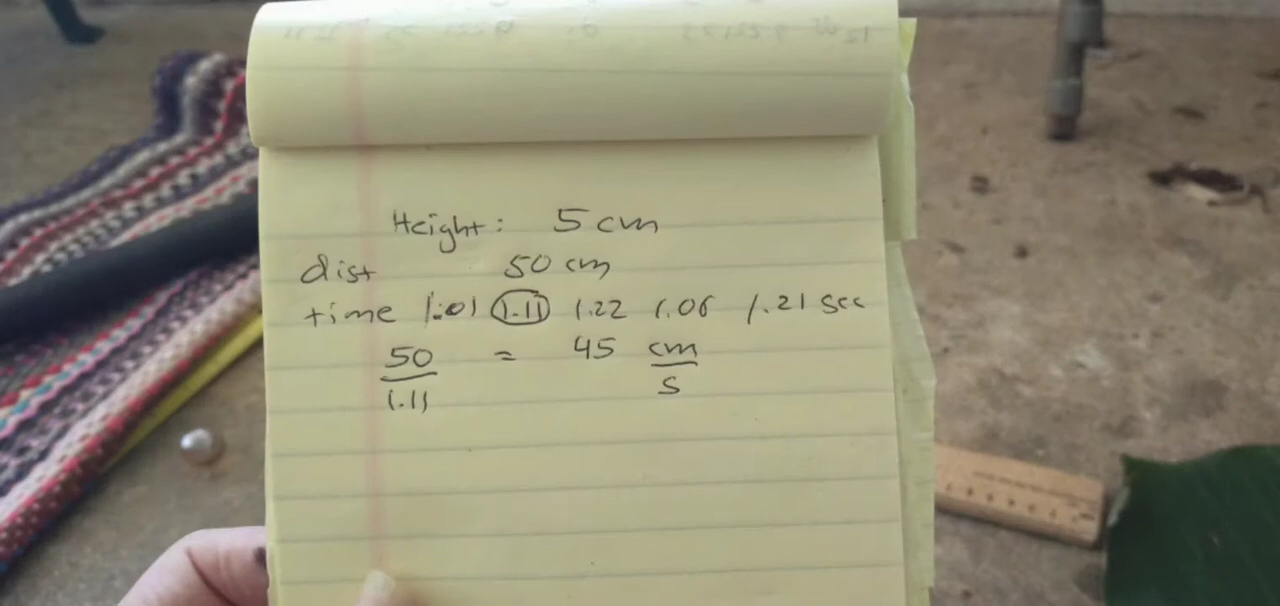 Height: 5 cm
dist 50 cm
time 1.01 1.11 1.22 1.06 1.21 sec
50 = 45 cm
1.11 s